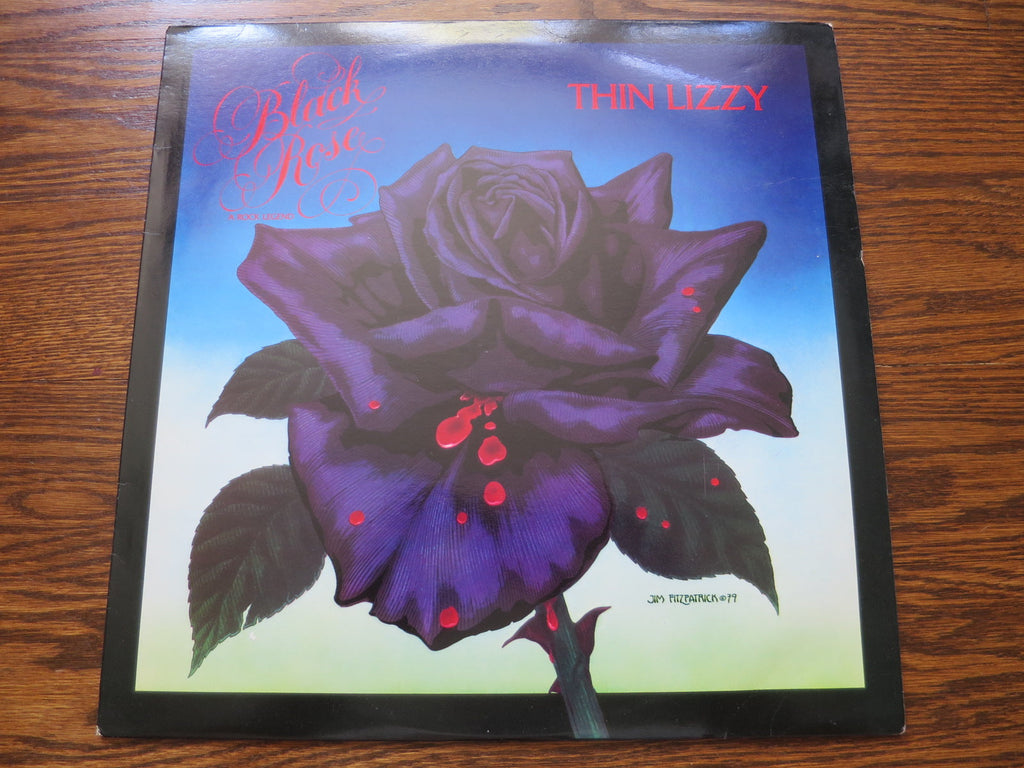 Black
Rose
A ROCK LEGEND
THIN LIZZY
JIM FITZPATRICK © 79